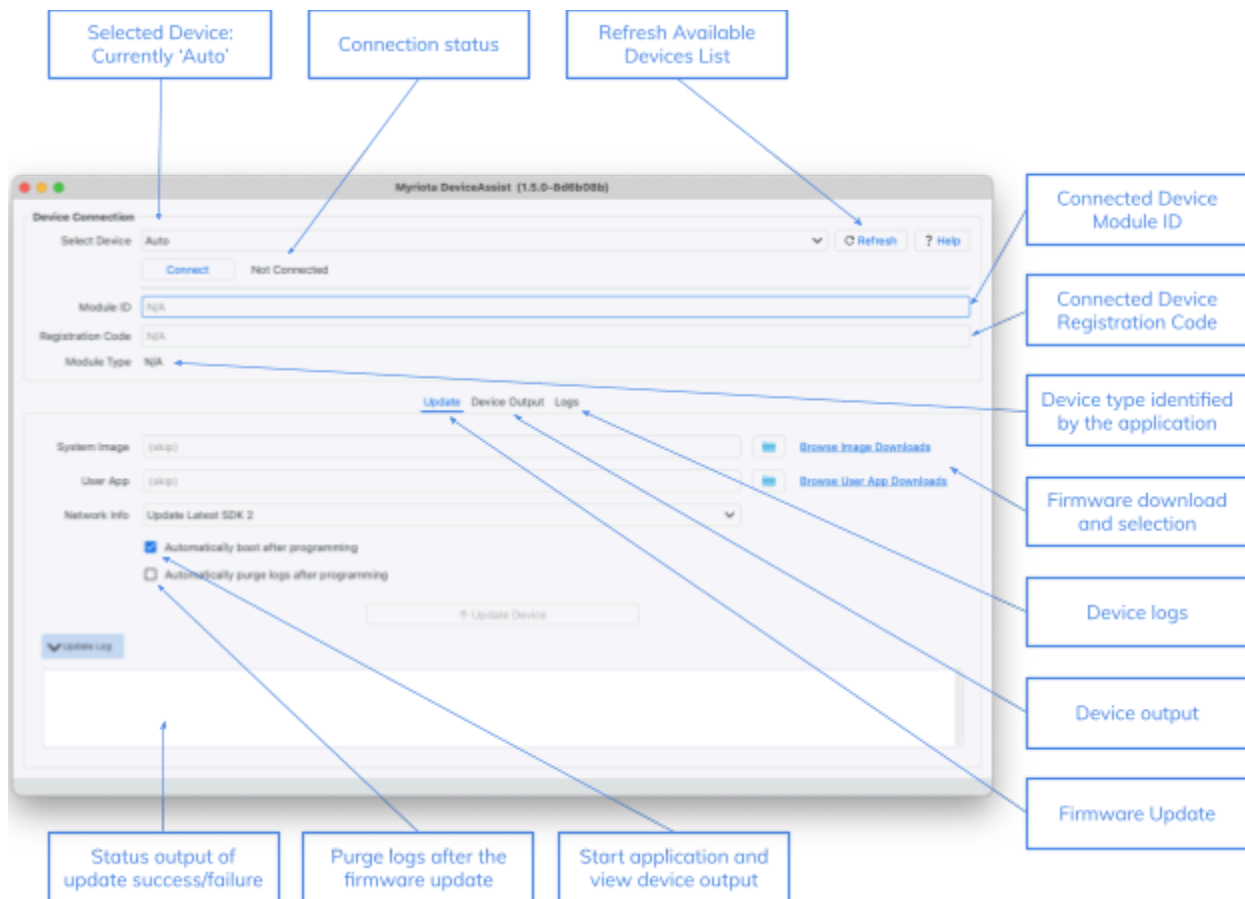 Selected Device:
Currently 'Auto'
Connection status
Refresh Available
Devices List
Myriota DeviceAssist (1.5.0-8d6b08b)
Device Connection
Select Device Auto Refresh ? Help
Connect Not Connected
Module ID N/A
Registration Code N/A
Module Type N/A
Connected Device
Module ID
Connected Device
Registration Code
Device type identified
by the application
Update Device Output Logs
System Image (skip) Browse Image Downloads
User App (skip) Browse User App Downloads
Network Info Update Latest SDK 2
Automatically boot after programming
Automatically purge logs after programming
Update Device
Update Log
Firmware download
and selection
Device logs
Device output
Firmware Update
Status output of
update success/failure
Purge logs after the
firmware update
Start application and
view device output